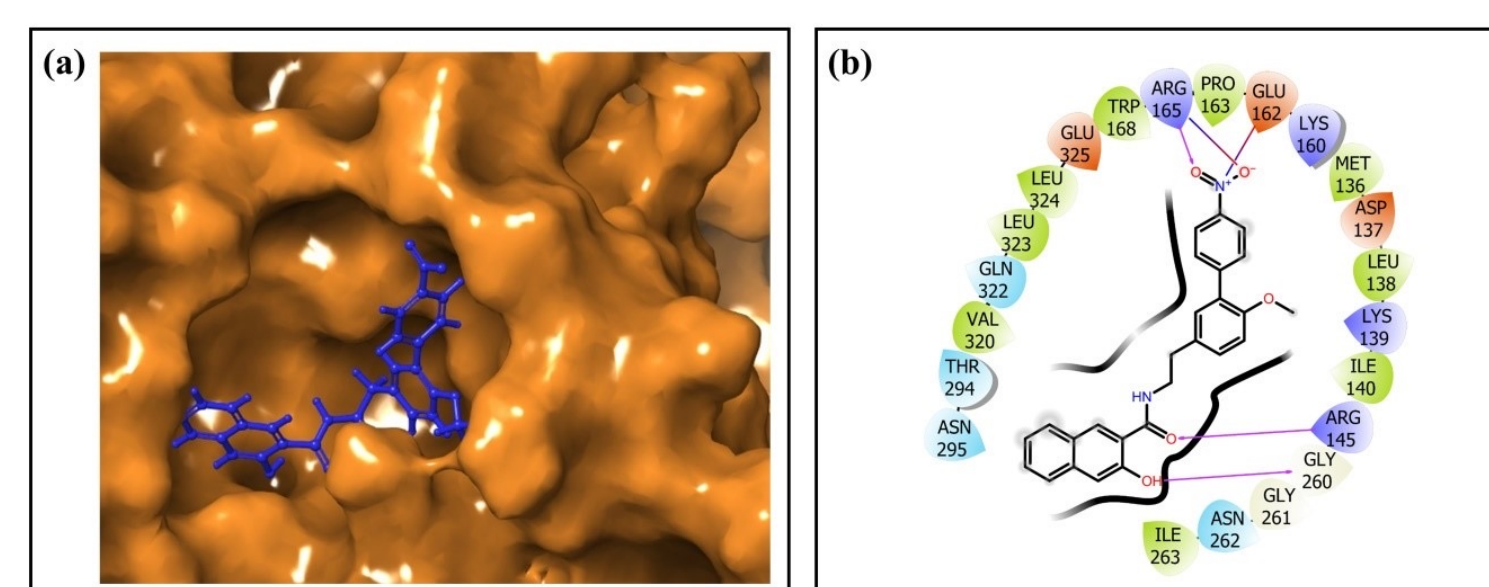 (a)
(b)
ARG
165
PRO
163
GLU
162
TRP
168
LYS
160
GLU
325
MET
136
LEU
324
ASP
137
LEU
323
LEU
138
GLN
322
LYS
139
VAL
320
ILE
140
THR
294
ARG
145
ASN
295
GLY
260
GLY
261
ASN
262
ILE
263
O
N+
O−
O
HN
O
OH